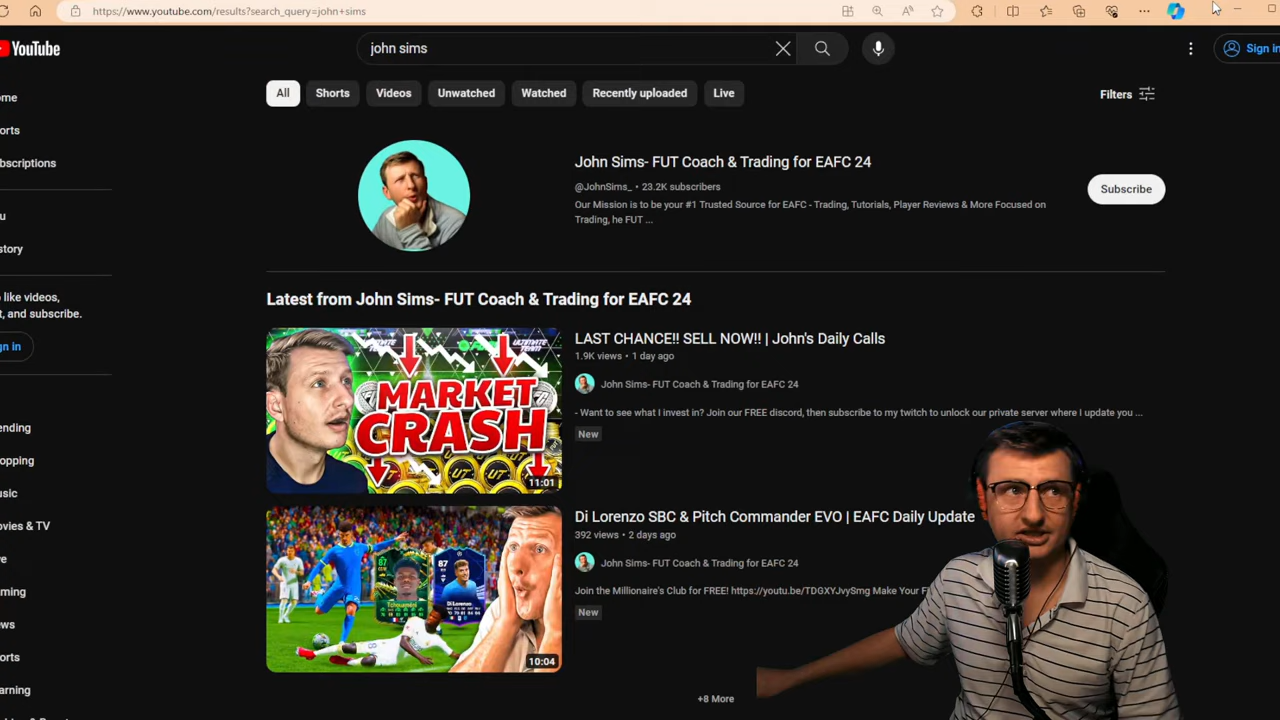 https://www.youtube.com/results?search_query=john+sims
YouTube
john sims
Sign in
ome
orts
bscriptions
u
story
like videos,
t, and subscribe.
gn in
ending
opping
usic
ovies & TV
ve
ming
ews
orts
arning
All
Shorts
Videos
Unwatched
Watched
Recently uploaded
Live
Filters
John Sims- FUT Coach & Trading for EAFC 24
@JohnSims_ • 23.2K subscribers
Our Mission is to be your #1 Trusted Source for EAFC - Trading, Tutorials, Player Reviews & More Focused on
Trading, he FUT ...
Subscribe
Latest from John Sims- FUT Coach & Trading for EAFC 24
ULTIMATE
MARKET
CRASH
11:01
LAST CHANCE!! SELL NOW!! | John's Daily Calls
1.9K views • 1 day ago
John Sims- FUT Coach & Trading for EAFC 24
- Want to see what I invest in? Join our FREE discord, then subscribe to my twitch to unlock our private server where I update you ...
New
87
Tchouaméni
87
Di Lorenzo
10:04
Di Lorenzo SBC & Pitch Commander EVO | EAFC Daily Update
392 views • 2 days ago
John Sims- FUT Coach & Trading for EAFC 24
Join the Millionaire's Club for FREE! https://youtu.be/TDGXYJvySmg Make Your F
New
+8 More